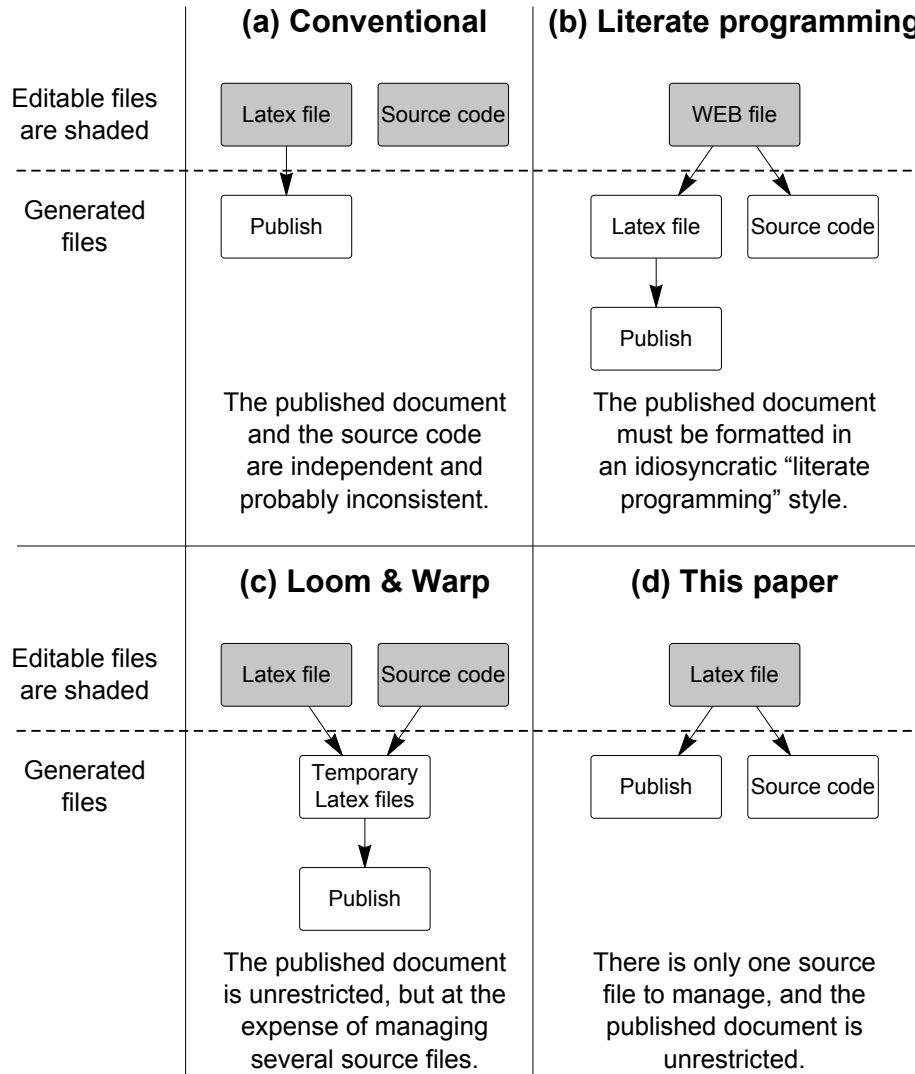 (a) Conventional
(b) Literate programming
Editable files
are shaded
Latex file
Source code
WEB file
Generated
files
Publish
Latex file
Source code
Publish
The published document
and the source code
are independent and
probably inconsistent.
The published document
must be formatted in
an idiosyncratic “literate
programming” style.
(c) Loom & Warp
(d) This paper
Editable files
are shaded
Latex file
Source code
Latex file
Generated
files
Temporary
Latex files
Publish
Source code
Publish
The published document
is unrestricted, but at the
expense of managing
several source files.
There is only one source
file to manage, and the
published document is
unrestricted.